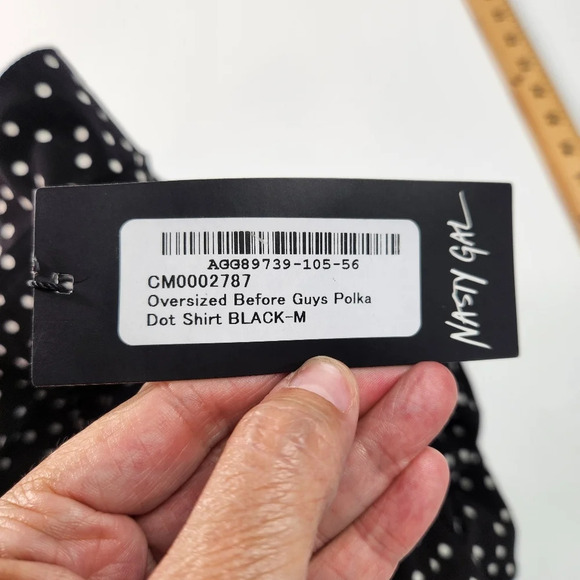 AGG89739-105-56
CM0002787
Oversized Before Guys Polka
Dot Shirt BLACK-M
NASTY GAL